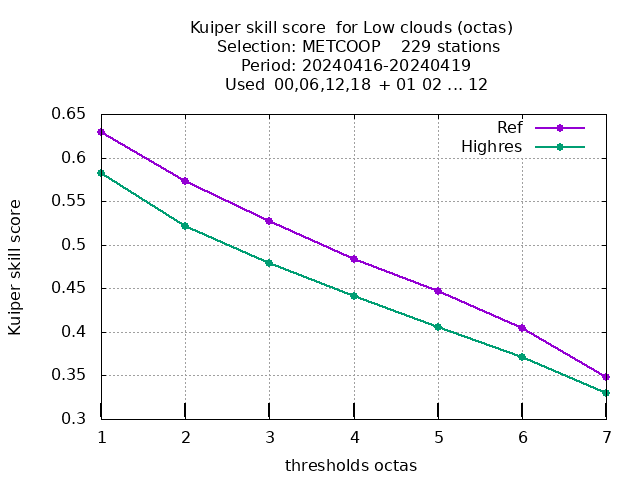 Kuiper skill score  for Low clouds (octas)
Selection: METCOOP    229 stations
Period: 20240416-20240419
Used  00,06,12,18 + 01 02 ... 12
Ref
Highres
0.65
0.6
0.55
0.5
0.45
0.4
0.35
0.3
Kuiper skill score
1 2 3 4 5 6 7
thresholds octas